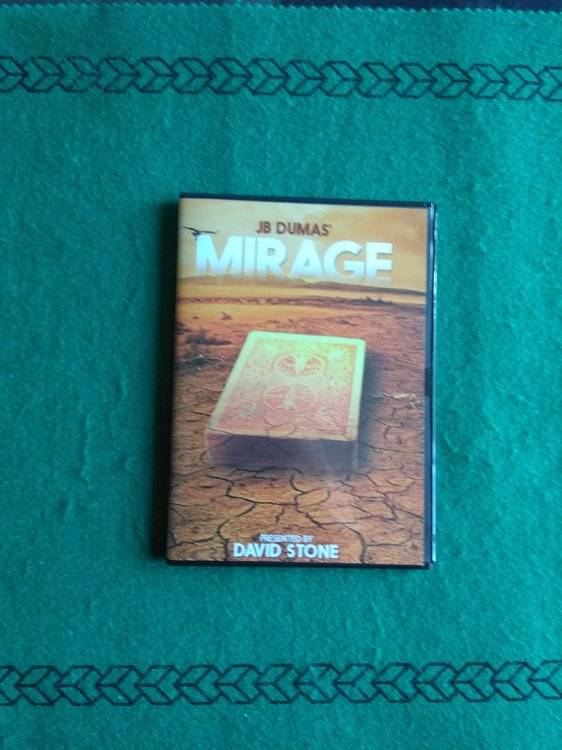 JB DUMAS'
MIRAGE
PRESENTED BY
DAVID STONE